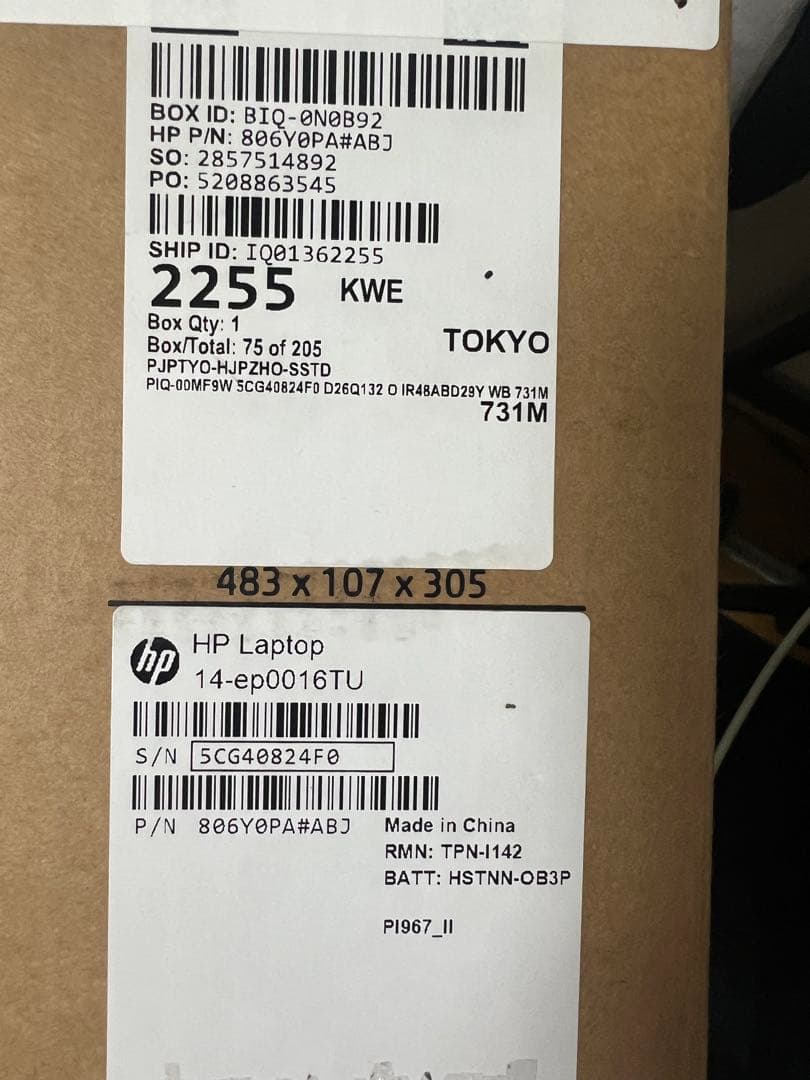 BOX ID: BIQ-0N0B92
HP P/N: 806Y0PA#ABJ
SO: 2857514892
PO: 5208863545
SHIP ID: IQ01362255
2255 KWE
Box Qty: 1
TOKYO
Box/Total: 75 of 205
PJPTYO-HJPZHO-SSTD
PIQ-00MF9W 5CG40824F0 D26Q132 O IR48ABD29Y WB 731M
731M
483 x 107 x 305
hp
HP Laptop
14-ep0016TU
S/N 5CG40824F0
P/N 806Y0PA#ABJ
Made in China
RMN: TPN-I142
BATT: HSTNN-OB3P
PI967_II